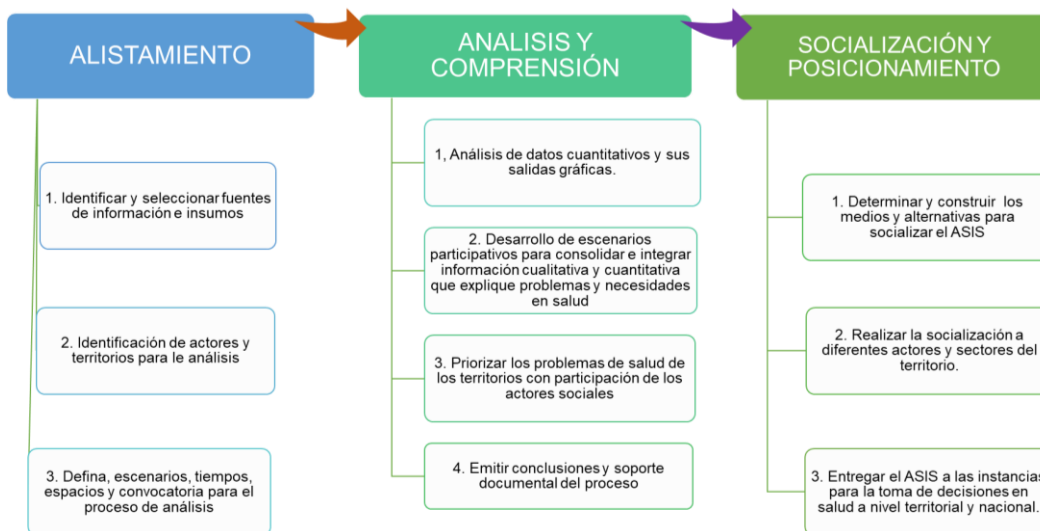 ALISTAMIENTO
1. Identificar y seleccionar fuentes
de información e insumos
2. Identificación de actores y
territorios para le análisis
3. Defina, escenarios, tiempos,
espacios y convocatoria para el
proceso de análisis
ANALISIS Y
COMPRENSIÓN
1, Análisis de datos cuantitativos y sus
salidas gráficas.
2. Desarrollo de escenarios
participativos para consolidar e integrar
información cualitativa y cuantitativa
que explique problemas y necesidades
en salud
3. Priorizar los problemas de salud de
los territorios con participación de los
actores sociales
4. Emitir conclusiones y soporte
documental del proceso
SOCIALIZACIÓN Y
POSICIONAMIENTO
1. Determinar y construir los
medios y alternativas para
socializar el ASIS
2. Realizar la socialización a
diferentes actores y sectores del
territorio.
3. Entregar el ASIS a las instancias
para la toma de decisiones en
salud a nivel territorial y nacional.